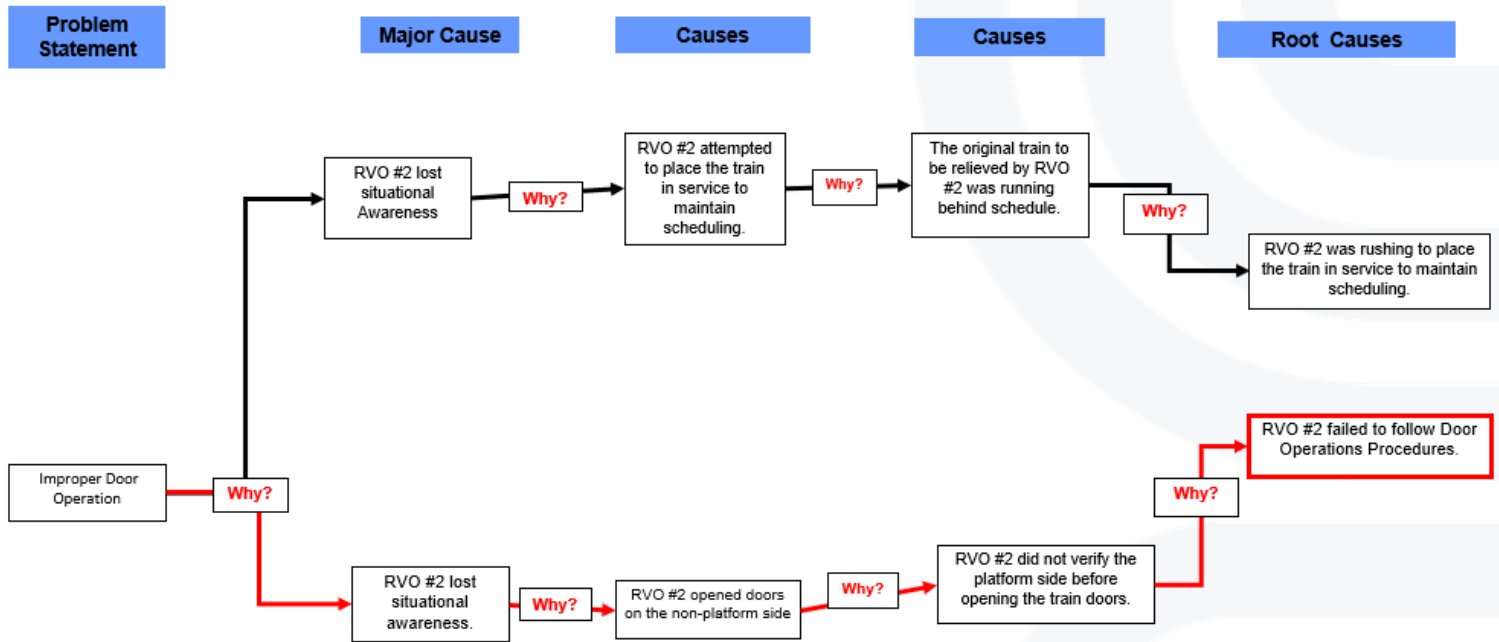 Problem
Statement
Major Cause
Causes
Causes
Root Causes
RVO #2 lost
situational
Awareness
Why?
RVO #2 attempted
to place the train
in service to
maintain
scheduling.
Why?
The original train to
be relieved by RVO
#2 was running
behind schedule.
Why?
RVO #2 was rushing to place
the train in service to maintain
scheduling.
Improper Door
Operation
Why?
RVO #2 lost
situational
awareness.
Why?
RVO #2 opened doors
on the non-platform side
Why?
RVO #2 did not verify the
platform side before
opening the train doors.
Why?
RVO #2 failed to follow Door
Operations Procedures.